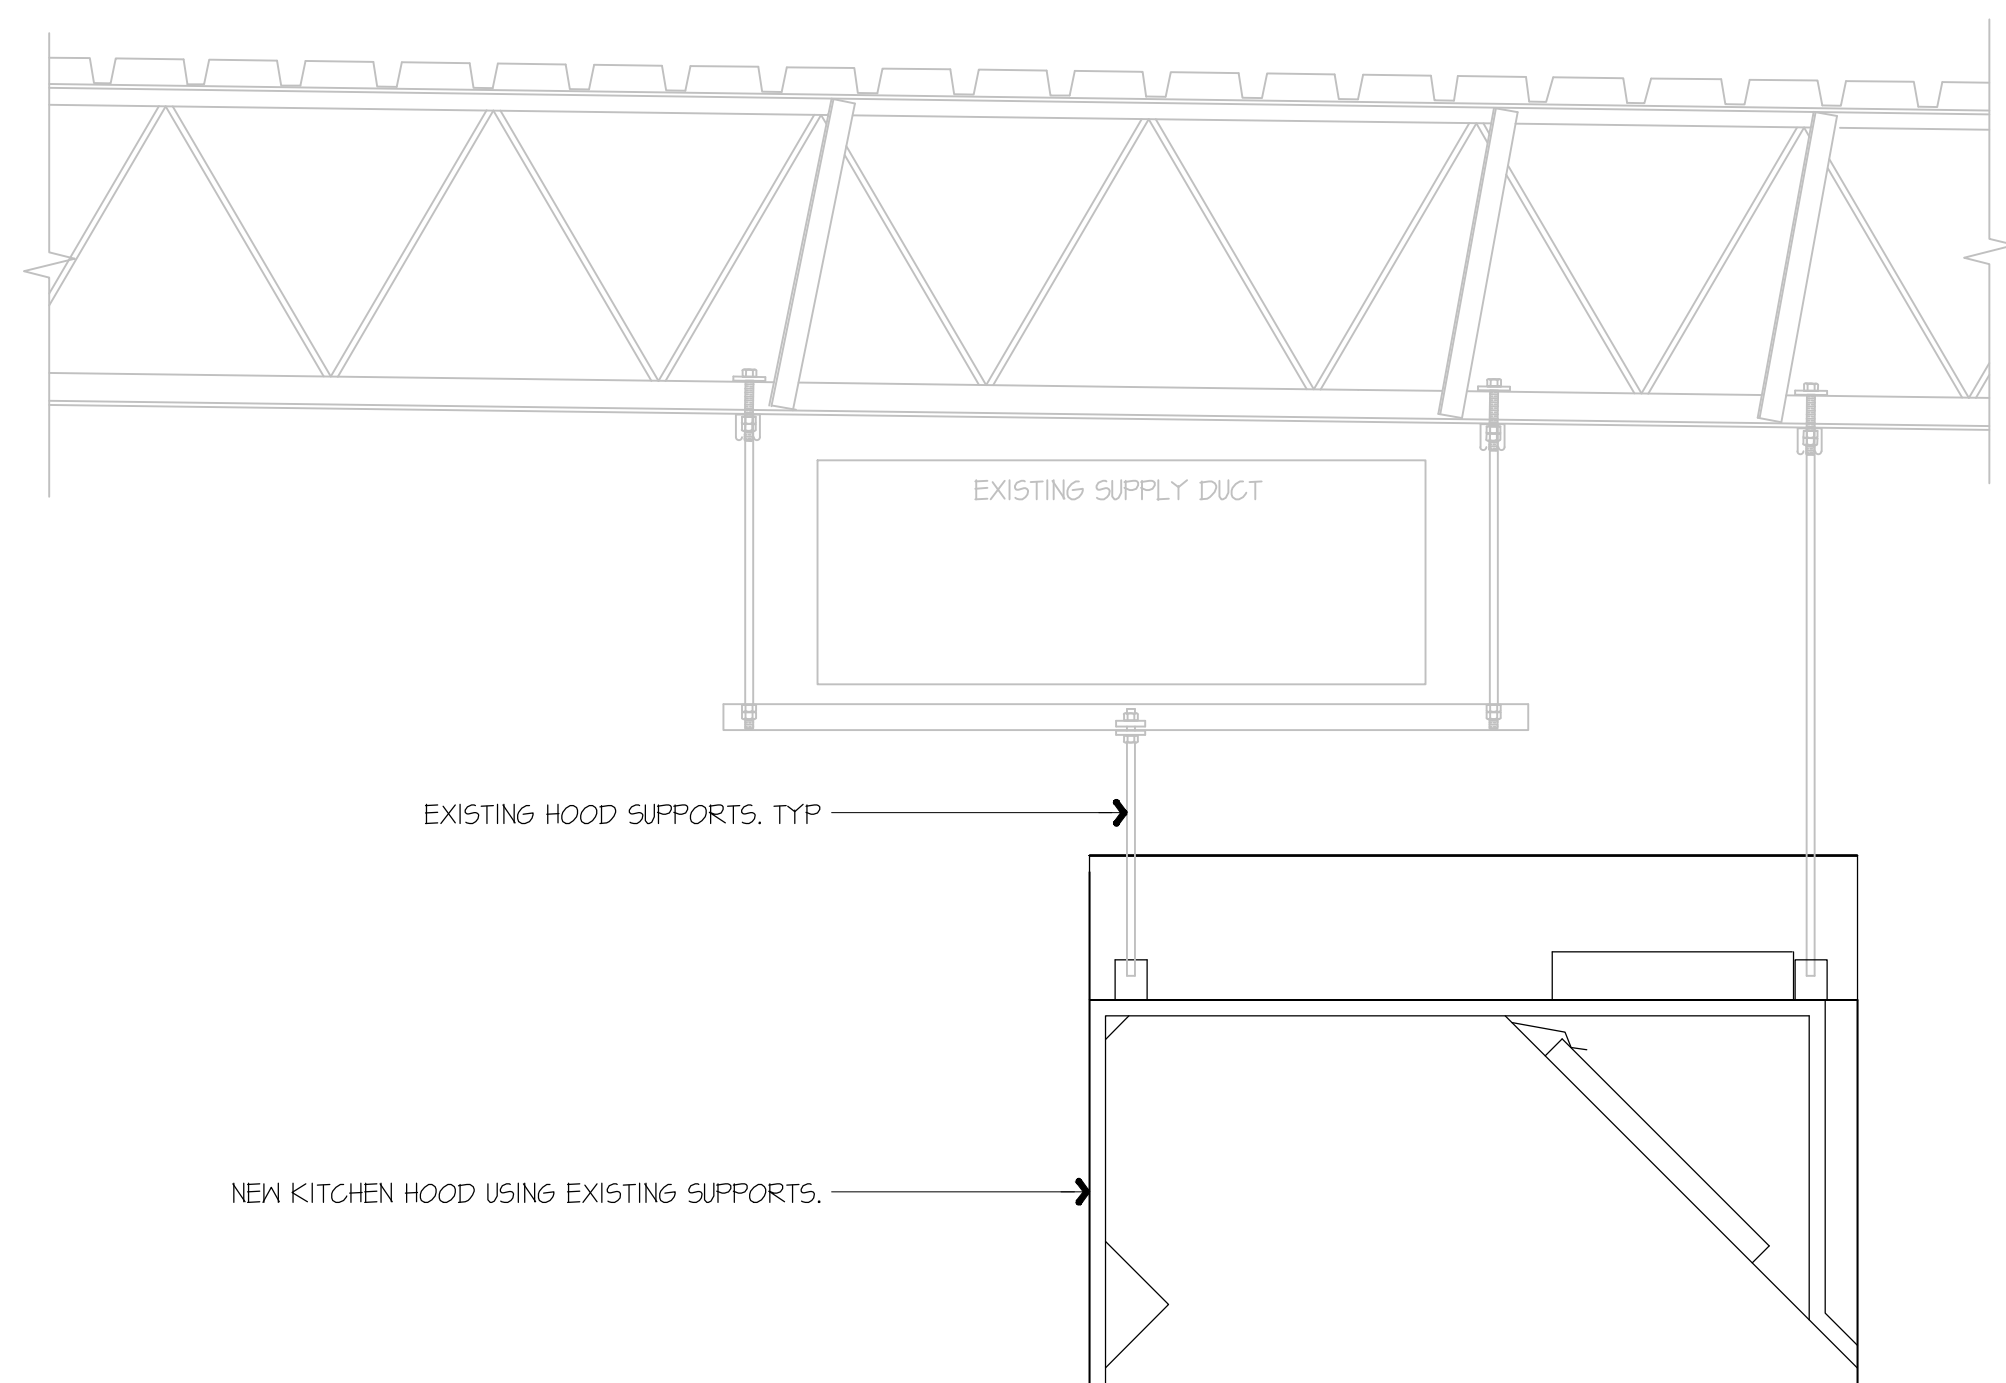 EXISTING SUPPLY DUCT
EXISTING HOOD SUPPORTS. TYP
NEW KITCHEN HOOD USING EXISTING SUPPORTS.